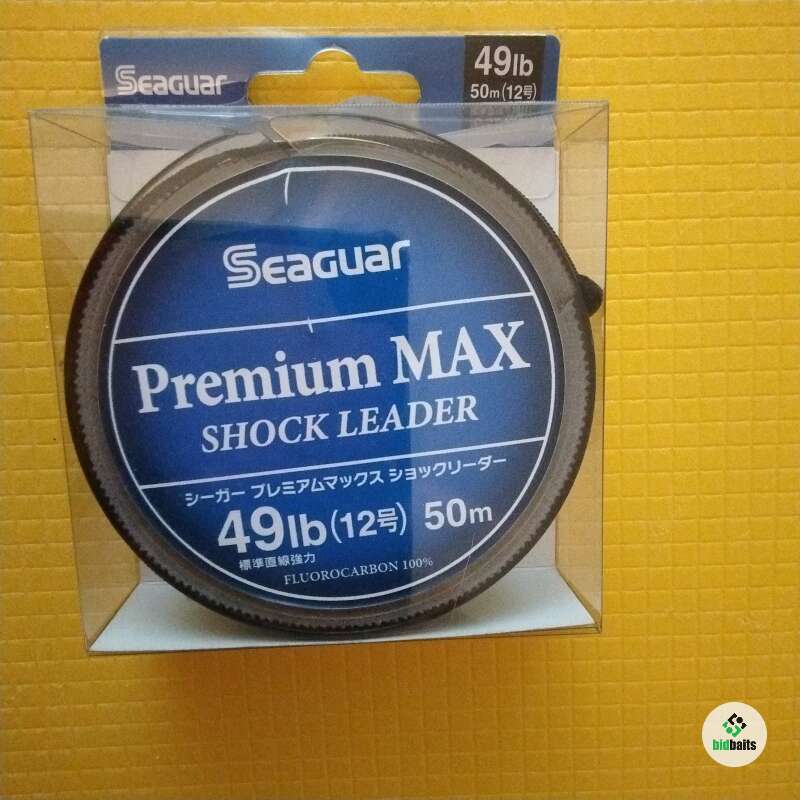 Seaguar
49lb
50m(12号)
Seaguar
Premium MAX
SHOCK LEADER
シーガー プレミアムマックス ショックリーダー
49lb(12号) 50m
標準直線強力
FLUOROCARBON 100%
bidbaits